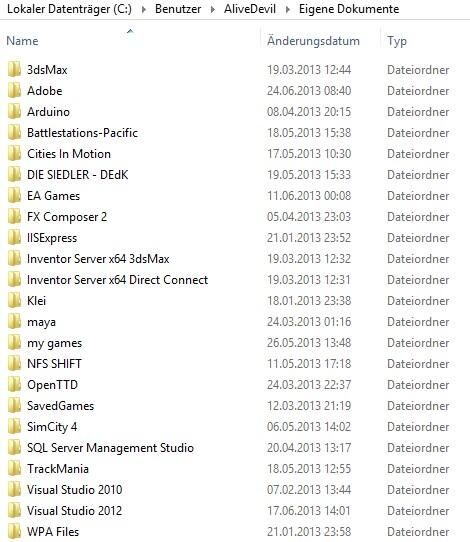 Lokaler Datenträger (C:) Benutzer AliveDevil Eigene Dokumente
Name Änderungsdatum Typ
3dsMax 19.03.2013 12:44 Dateiordner
Adobe 24.06.2013 08:40 Dateiordner
Arduino 08.04.2013 20:15 Dateiordner
Battlestations-Pacific 18.05.2013 15:38 Dateiordner
Cities In Motion 17.05.2013 10:30 Dateiordner
DIE SIEDLER - DEdK 19.05.2013 15:33 Dateiordner
EA Games 11.06.2013 00:08 Dateiordner
FX Composer 2 05.04.2013 23:03 Dateiordner
IISExpress 21.01.2013 23:52 Dateiordner
Inventor Server x64 3dsMax 19.03.2013 12:32 Dateiordner
Inventor Server x64 Direct Connect 19.03.2013 12:31 Dateiordner
Klei 18.01.2013 23:38 Dateiordner
maya 24.03.2013 01:16 Dateiordner
my games 26.05.2013 13:48 Dateiordner
NFS SHIFT 11.05.2013 17:18 Dateiordner
OpenTTD 24.03.2013 22:37 Dateiordner
SavedGames 12.03.2013 21:19 Dateiordner
SimCity 4 06.05.2013 14:02 Dateiordner
SQL Server Management Studio 20.04.2013 13:17 Dateiordner
TrackMania 18.05.2013 12:55 Dateiordner
Visual Studio 2010 07.02.2013 13:44 Dateiordner
Visual Studio 2012 17.06.2013 14:01 Dateiordner
WPA Files 21.01.2013 23:58 Dateiordner